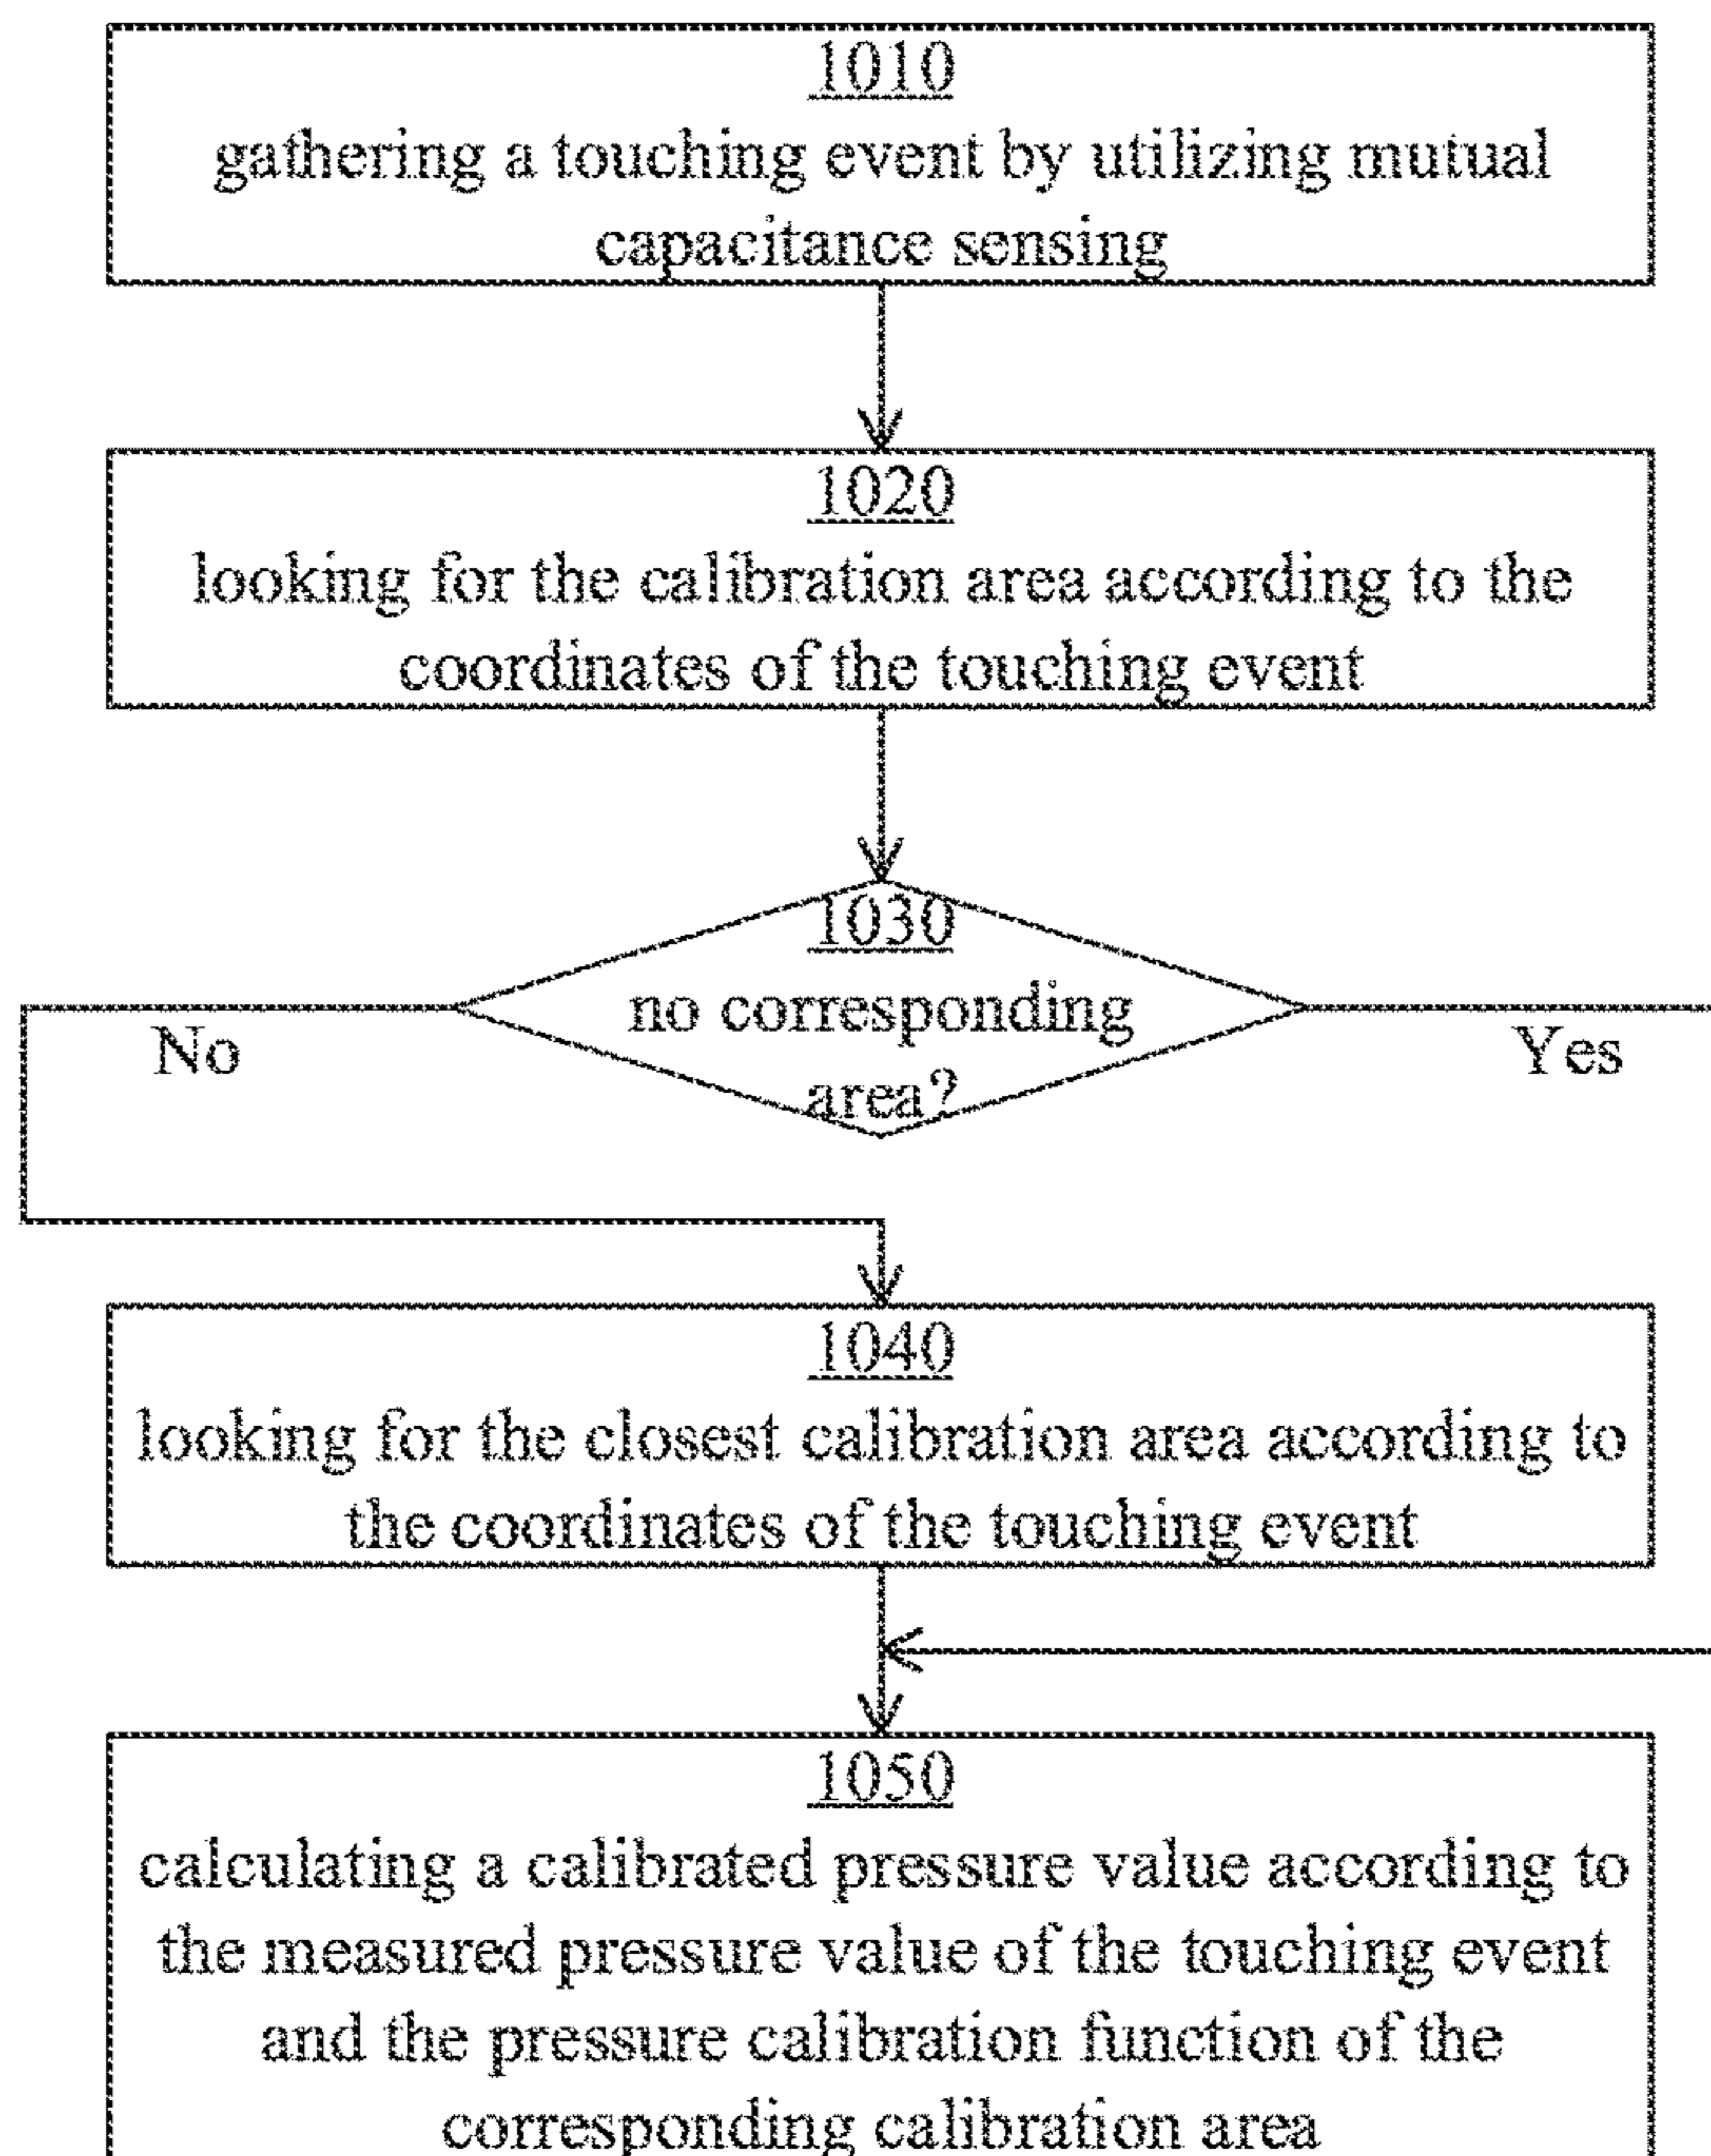 1010
gathering a touching event by utilizing mutual
capacitance sensing
1020
looking for the calibration area according to the
coordinates of the touching event
1030
no corresponding
area?
No
Yes
1040
looking for the closest calibration area according to
the coordinates of the touching event
1050
calculating a calibrated pressure value according to
the measured pressure value of the touching event
and the pressure calibration function of the
corresponding calibration area